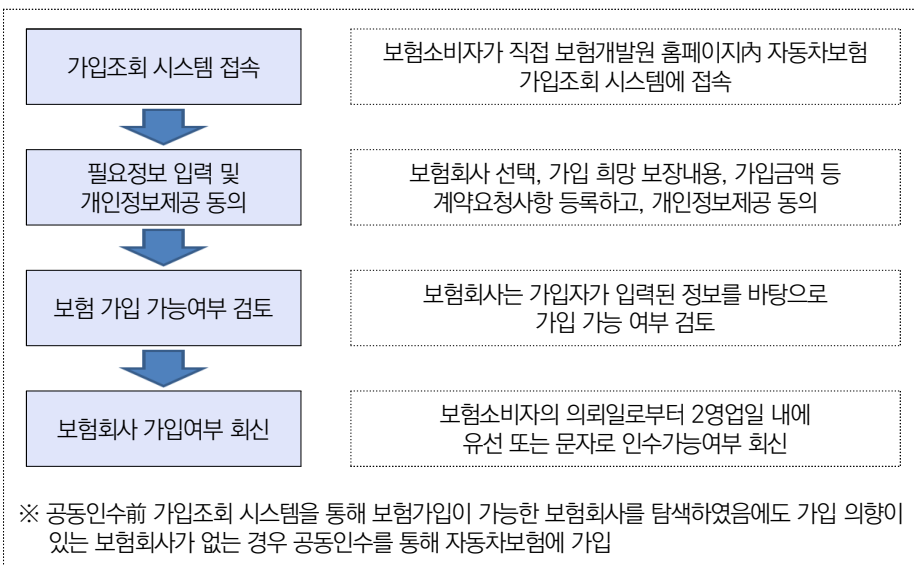 가입조회 시스템 접속
보험소비자가 직접 보험개발원 홈페이지內 자동차보험
가입조회 시스템에 접속
필요정보 입력 및
개인정보제공 동의
보험회사 선택, 가입 희망 보장내용, 가입금액 등
계약요청사항 등록하고, 개인정보제공 동의
보험 가입 가능여부 검토
보험회사는 가입자가 입력된 정보를 바탕으로
가입 가능 여부 검토
보험회사 가입여부 회신
보험소비자의 의뢰일로부터 2영업일 내에
유선 또는 문자로 인수가능여부 회신
※ 공동인수前 가입조회 시스템을 통해 보험가입이 가능한 보험회사를 탐색하였음에도 가입 의향이
있는 보험회사가 없는 경우 공동인수를 통해 자동차보험에 가입